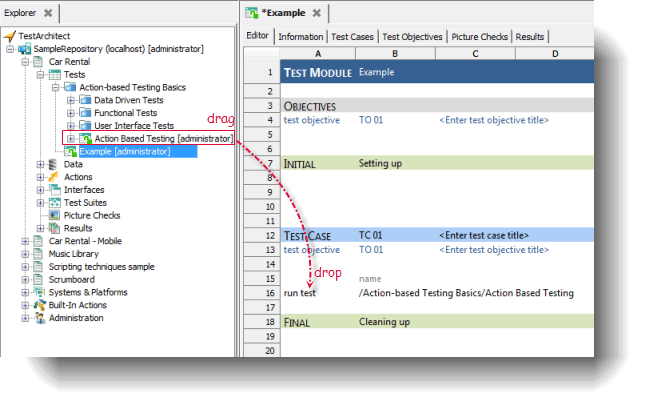 Explorer
TestArchitect
SampleRepository (localhost) [administrator]
Car Rental
Tests
Action-based Testing Basics
Data Driven Tests
Functional Tests
User Interface Tests
Action Based Testing [administrator]
Example [administrator]
Data
Actions
Interfaces
Test Suites
Picture Checks
Results
Car Rental - Mobile
Music Library
Scripting techniques sample
Scrumboard
Systems & Platforms
Built-In Actions
Administration
drag
drop
*Example
Editor Information Test Cases Test Objectives Picture Checks Results
A B C D
1 TEST MODULE Example
2
3 OBJECTIVES
4 test objective TO 01 <Enter test objective title>
5
6
7 INITIAL Setting up
8
9
10
11
12 TEST CASE TC 01 <Enter test case title>
13 test objective TO 01 <Enter test objective title>
14
15 name
16 run test /Action-based Testing Basics/Action Based Testing
17
18 FINAL Cleaning up
19
20